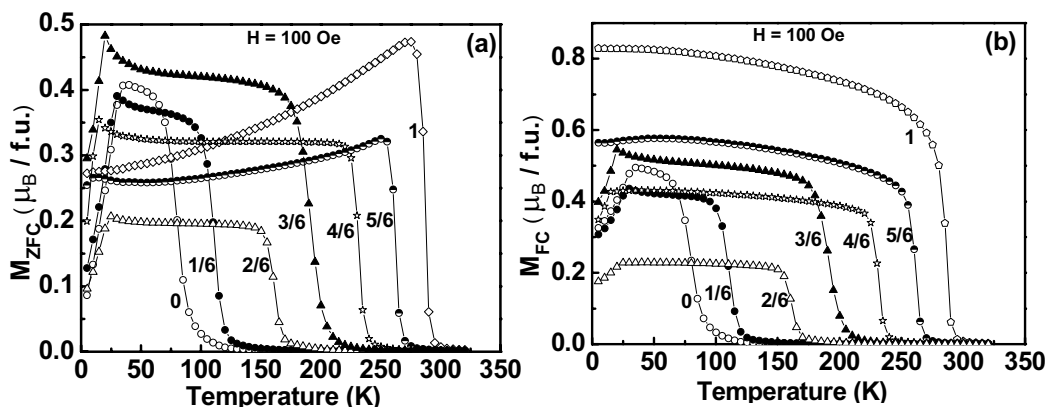 H = 100 Oe
(a)
M_ZFC ( μ_B / f.u.)
0.5
0.4
0.3
0.2
0.1
0.0
0
1/6
2/6
3/6
4/6
5/6
1
0 50 100 150 200 250 300 350
Temperature (K)
H = 100 Oe
(b)
M_FC ( μ_B / f.u.)
0.8
0.6
0.4
0.2
0.0
0
1/6
2/6
3/6
4/6
5/6
1
0 50 100 150 200 250 300
Temperature (K)